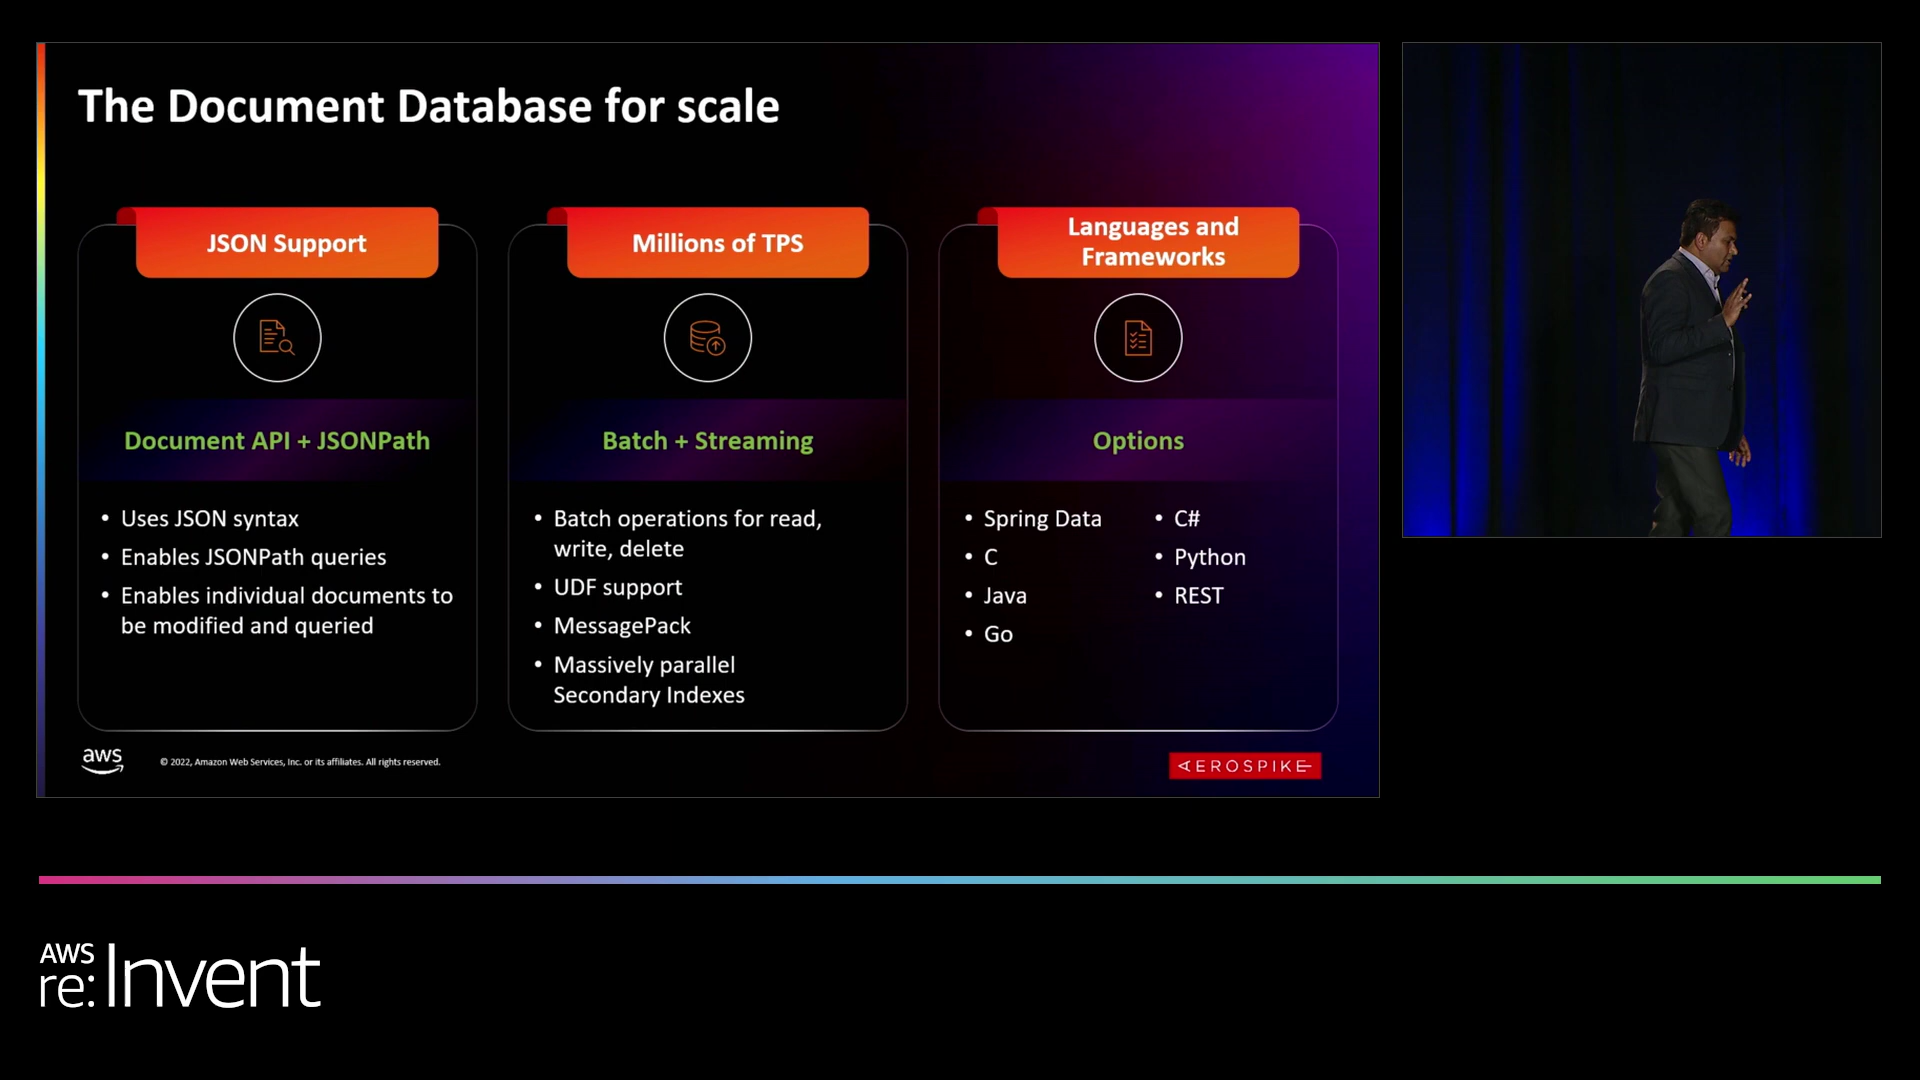 The Document Database for scale
JSON Support
Document API + JSONPath
• Uses JSON syntax
• Enables JSONPath queries
• Enables individual documents to
be modified and queried
Millions of TPS
Batch + Streaming
• Batch operations for read,
write, delete
• UDF support
• MessagePack
• Massively parallel
Secondary Indexes
Languages and
Frameworks
Options
• Spring Data
• C
• Java
• Go
• C#
• Python
• REST
aws
© 2022, Amazon Web Services, Inc. or its affiliates. All rights reserved.
AEROSPIKE
AWS
re:Invent